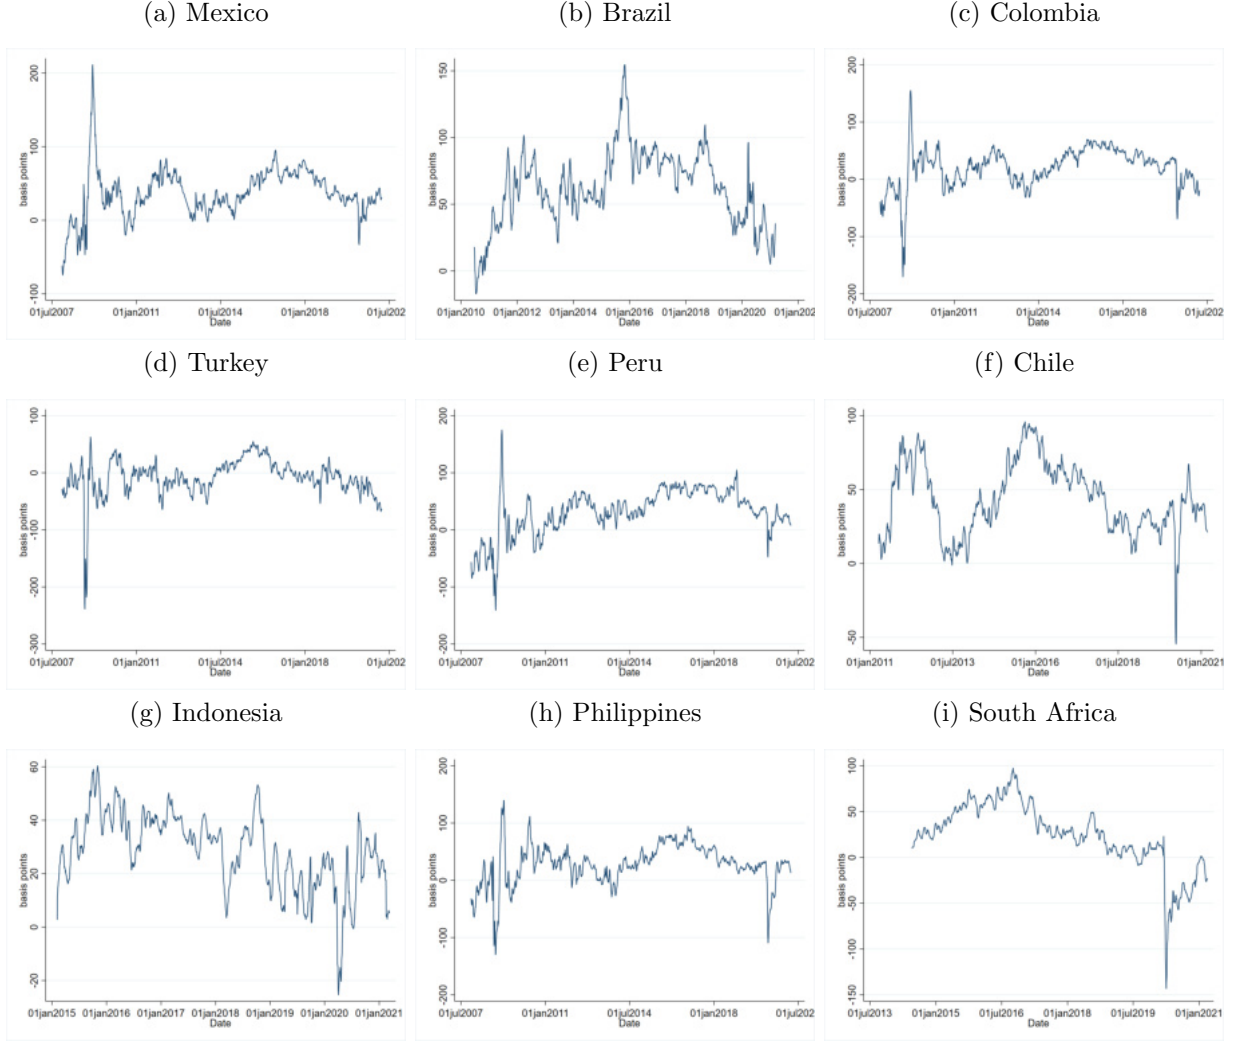 (a) Mexico
(b) Brazil
(c) Colombia
basis points
-100 0 100 200
01jul2007 01jan2011 01jul2014 01jan2018 01jul202
Date
basis points
0 50 100 150
01jan2010 01jan2012 01jan2014 01jan2016 01jan2018 01jan2020 01jan202
Date
basis points
-200 -100 0 100 200
01jul2007 01jan2011 01jul2014 01jan2018 01jul202
Date
(d) Turkey
(e) Peru
(f) Chile
basis points
-300 -200 -100 0 100
01jul2007 01jan2011 01jul2014 01jan2018 01jul202
Date
basis points
-200 -100 0 100 200
01jul2007 01jan2011 01jul2014 01jan2018 01jul202
Date
basis points
-50 0 50 100
01jan2011 01jul2013 01jan2016 01jul2018 01jan2021
Date
(g) Indonesia
(h) Philippines
(i) South Africa
basis points
-20 0 20 40 60
01jan2015 01jan2016 01jan2017 01jan2018 01jan2019 01jan2020 01jan2021
Date
basis points
-200 -100 0 100 200
01jul2007 01jan2011 01jul2014 01jan2018 01jul202
Date
basis points
-150 -100 -50 0 50 100
01jul2013 01jan2015 01jul2016 01jan2018 01jul2019 01jan2021
Date